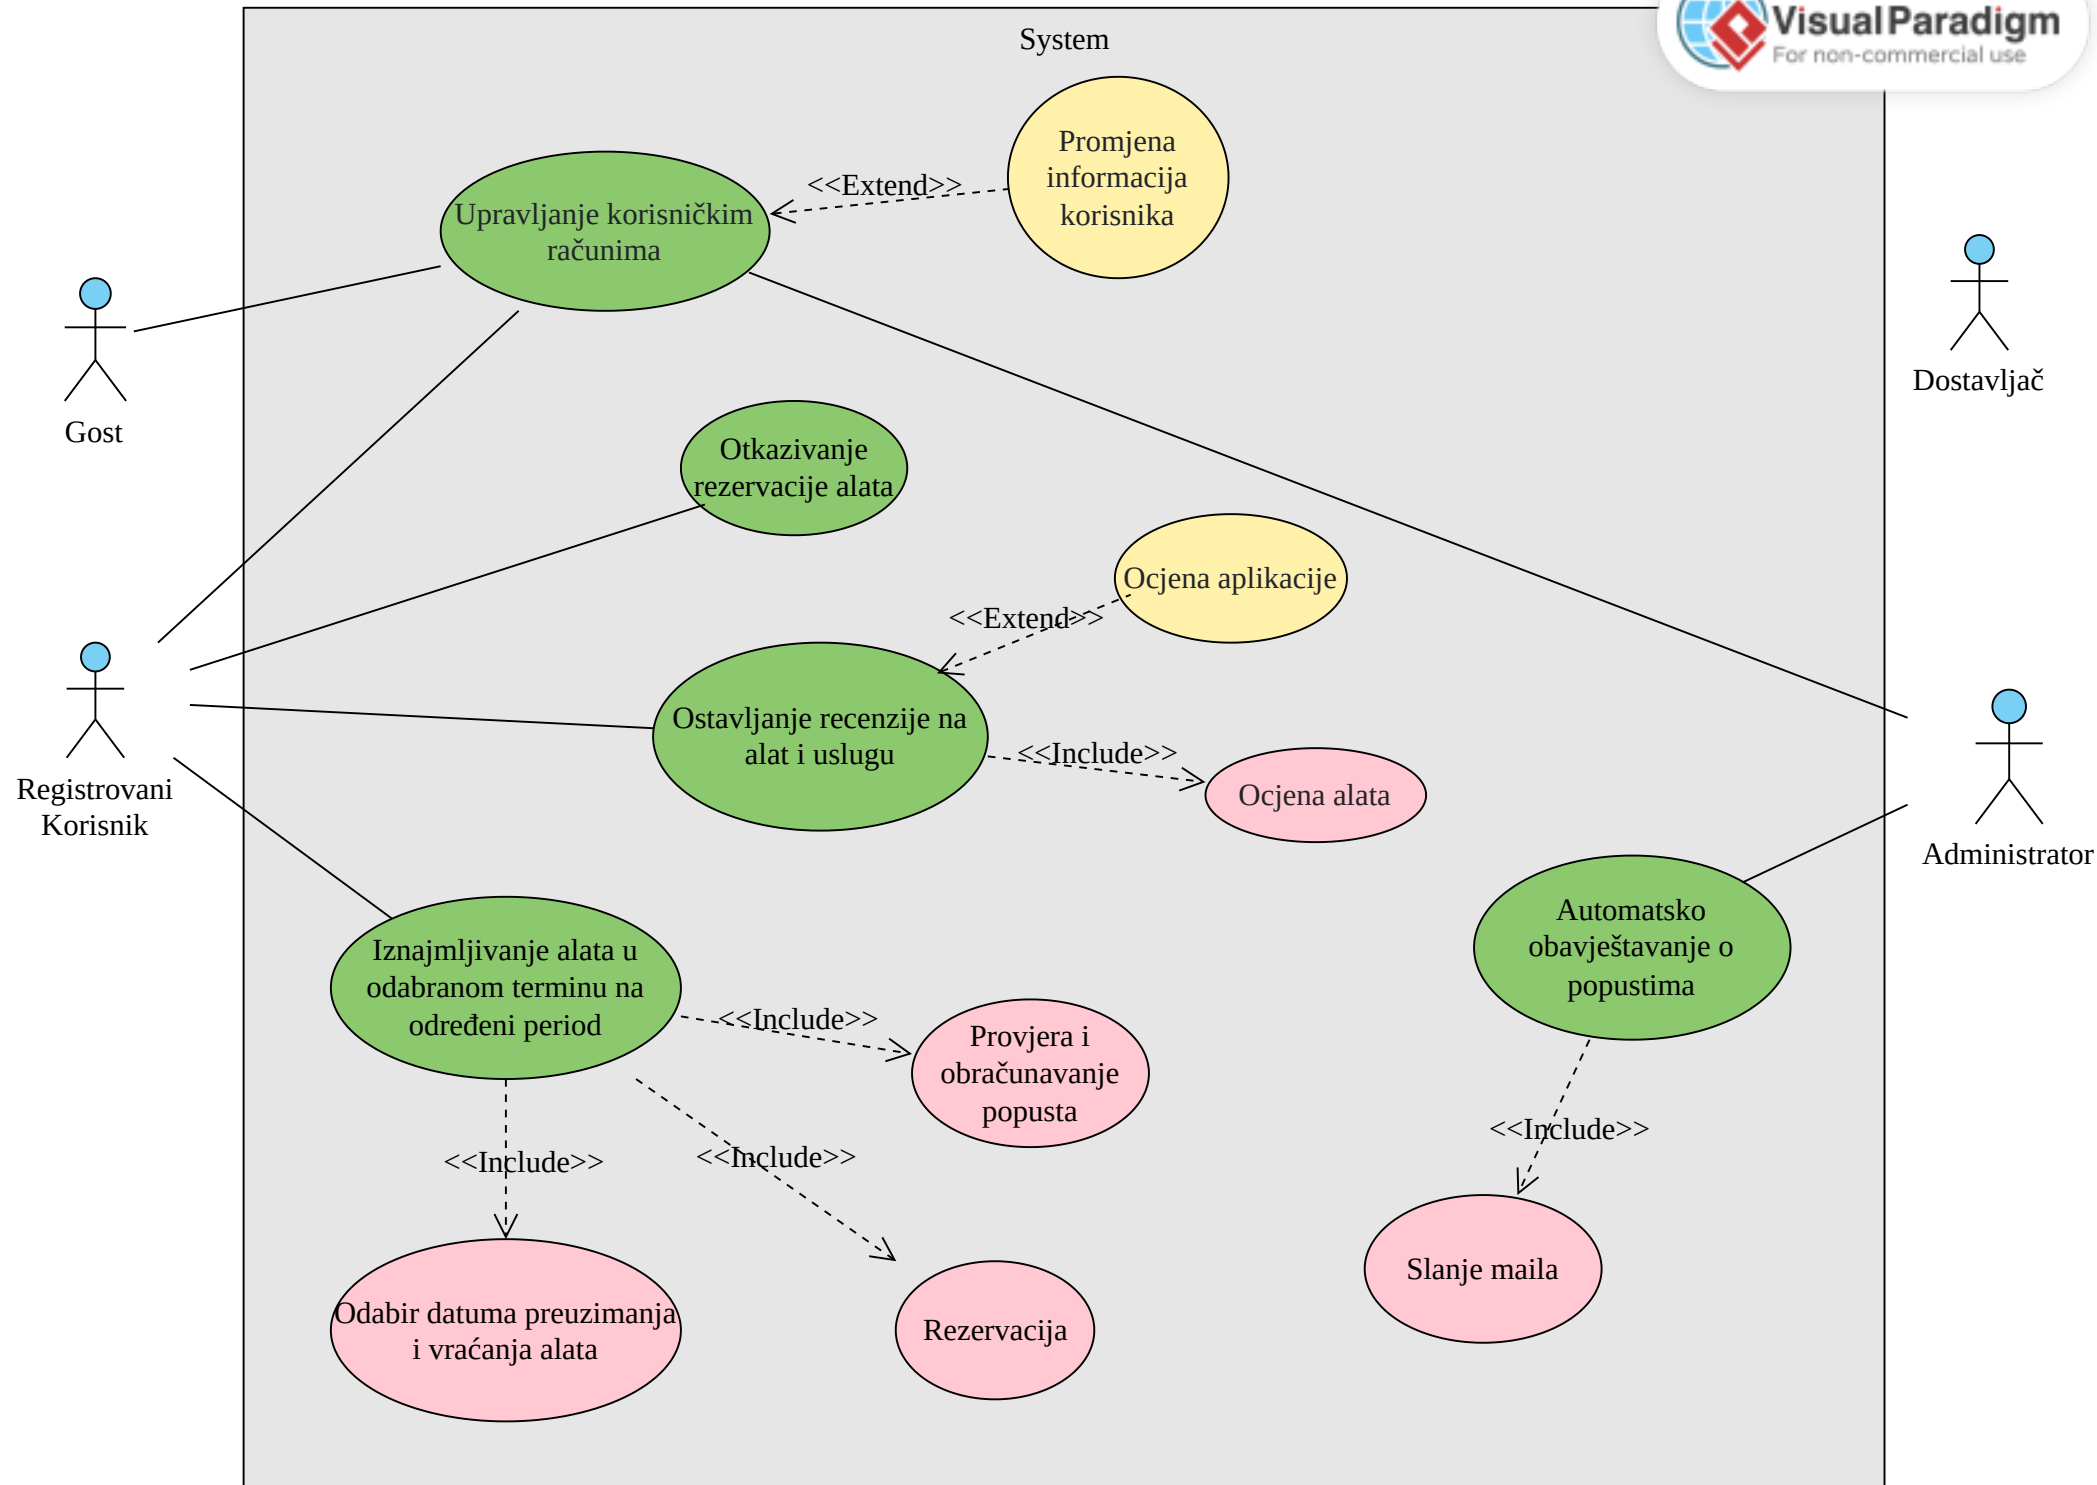 System
VisualParadigm
For non-commercial use
Promjena
informacija
korisnika
<<Extend>>
Upravljanje korisničkim
računima
Gost
Dostavljač
Otkazivanje
rezervacije alata
Ocjena aplikacije
<<Extend>>
Ostavljanje recenzije na
alat i uslugu
<<Include>>
Ocjena alata
Registrovani
Korisnik
Administrator
Iznajmljivanje alata u
odabranom terminu na
određeni period
<<Include>>
Provjera i
obračunavanje
popusta
Automatsko
obavještavanje o
popustima
<<Include>>
<<Include>>
<<Include>>
Odabir datuma preuzimanja
i vraćanja alata
Rezervacija
Slanje maila